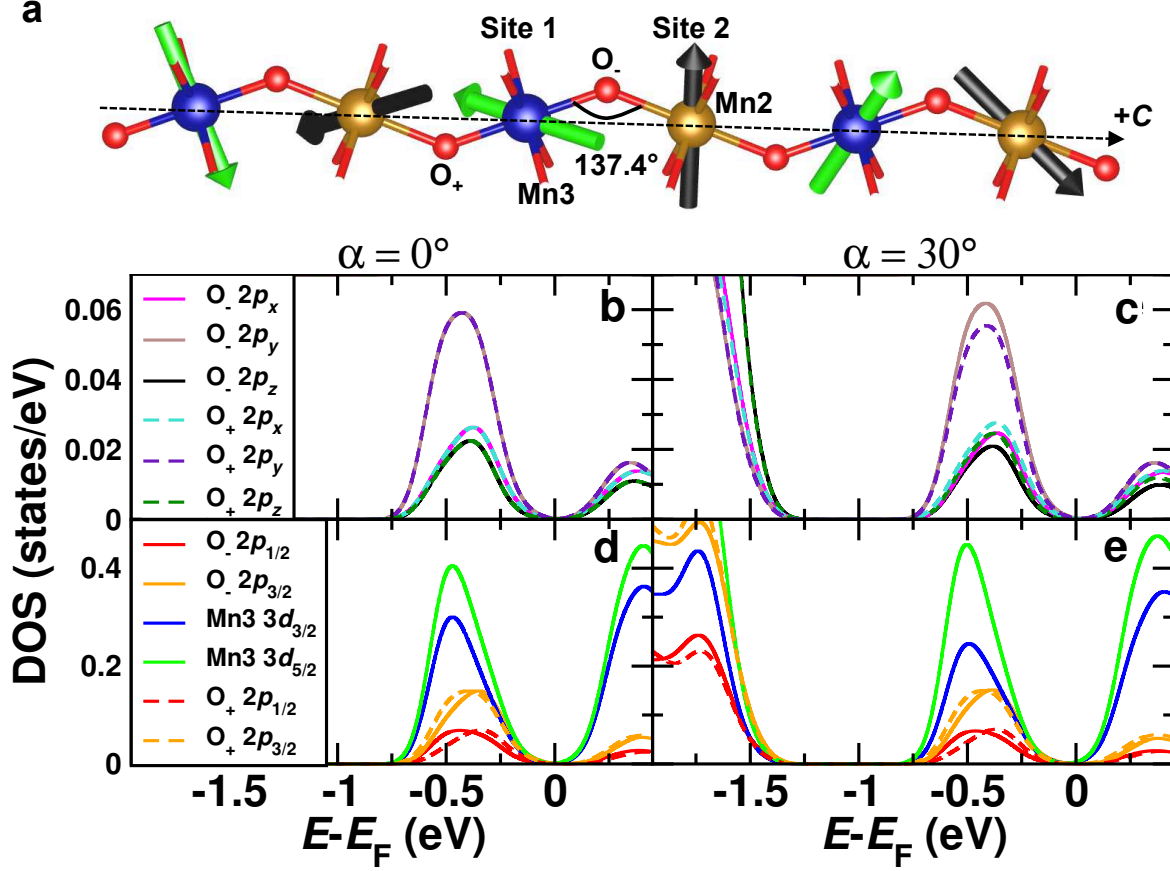 a
Site 1
Site 2
O-
Mn2
+C
O+
Mn3
137.4°
α = 0°
α = 30°
DOS (states/eV)
O- 2px
O- 2py
O- 2pz
O+ 2px
O+ 2py
O+ 2pz
0.06
0.04
0.02
0
b
c
O- 2p1/2
O- 2p3/2
Mn3 3d3/2
Mn3 3d5/2
O+ 2p1/2
O+ 2p3/2
0.4
0.2
0
d
e
-1.5 -1 -0.5 0
-1.5 -1 -0.5 0
E-EF (eV)
E-EF (eV)